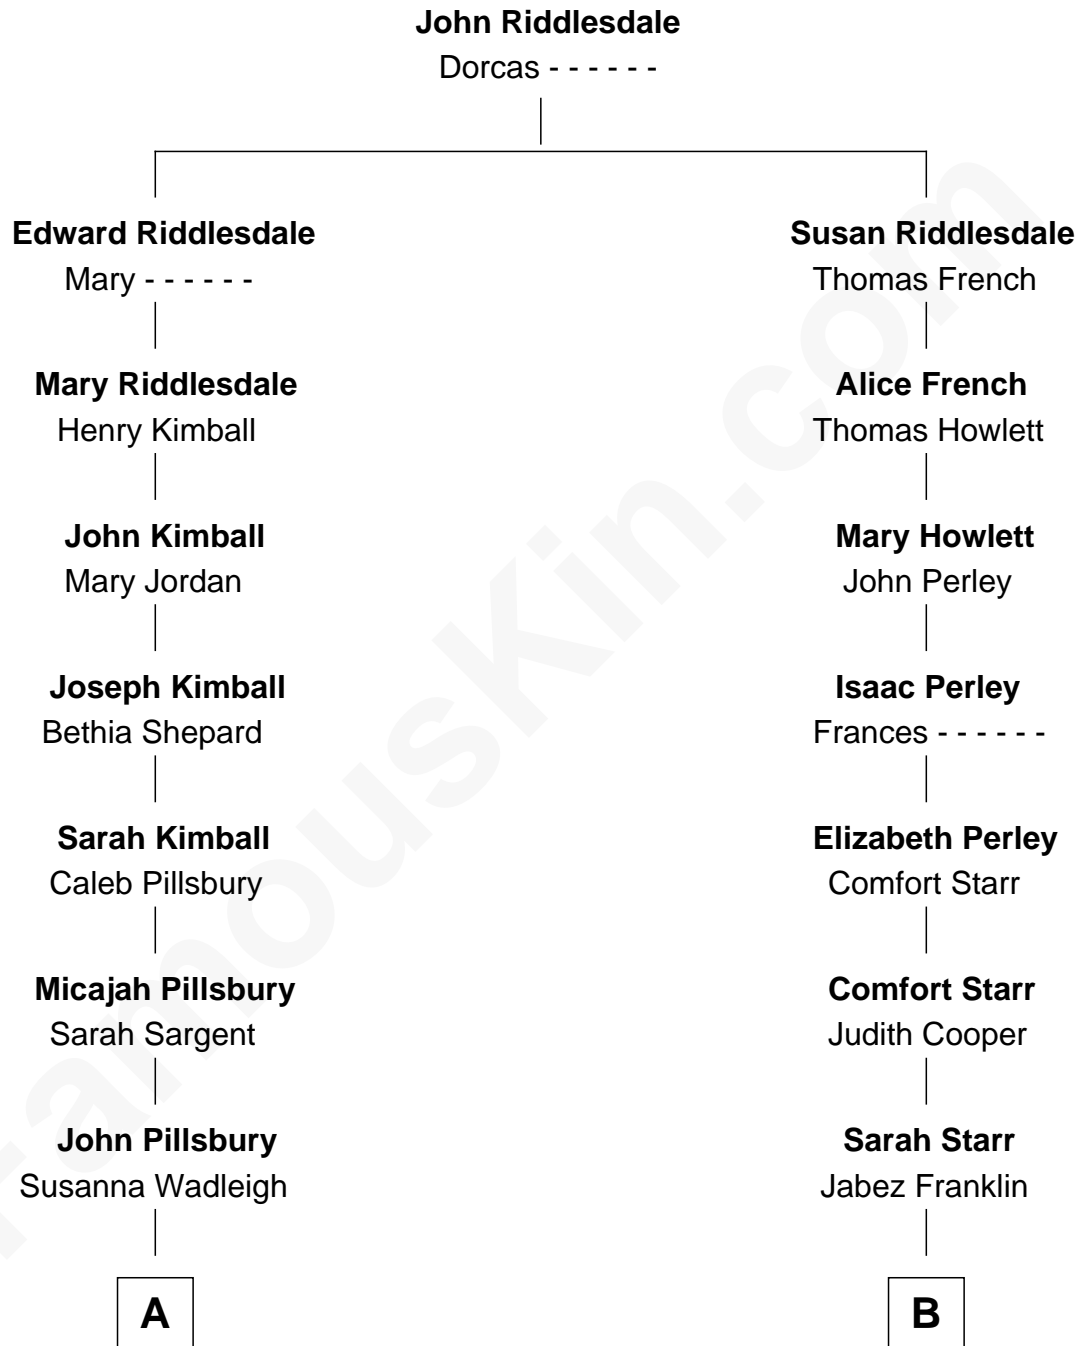 John Riddlesdale
Dorcas - - - - - -
Edward Riddlesdale
Mary - - - - - -
Susan Riddlesdale
Thomas French
Mary Riddlesdale
Henry Kimball
Alice French
Thomas Howlett
John Kimball
Mary Jordan
Mary Howlett
John Perley
Joseph Kimball
Bethia Shepard
Isaac Perley
Frances - - - - - -
Sarah Kimball
Caleb Pillsbury
Elizabeth Perley
Comfort Starr
Micajah Pillsbury
Sarah Sargent
Comfort Starr
Judith Cooper
John Pillsbury
Susanna Wadleigh
Sarah Starr
Jabez Franklin
A
B
FamousKin.com